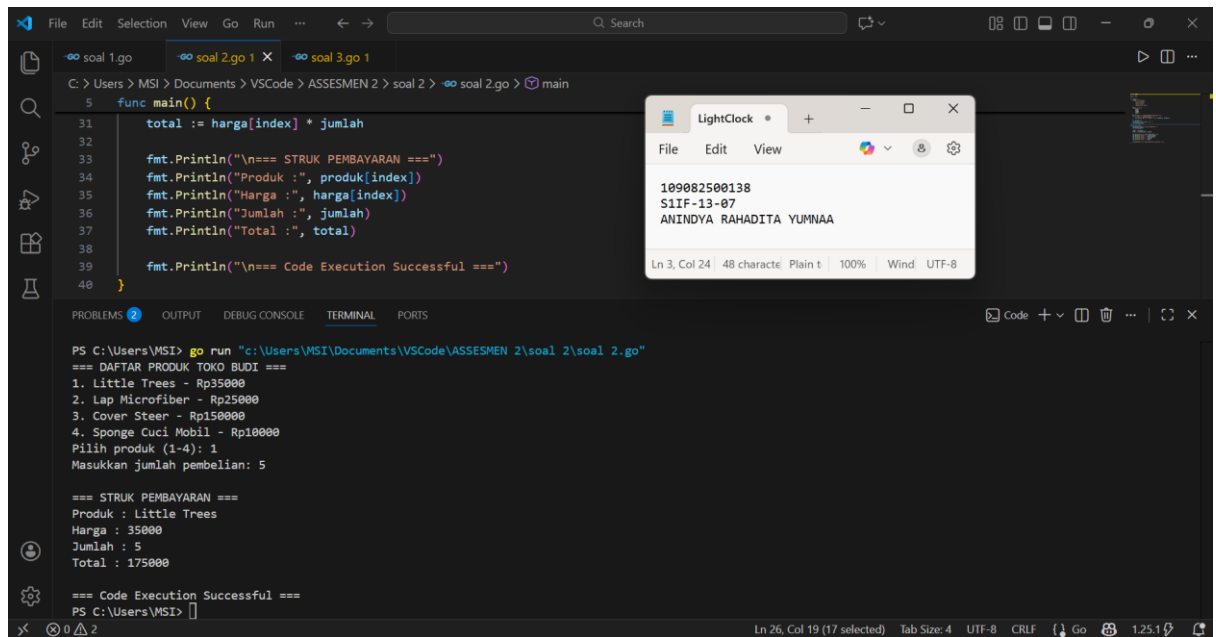 File Edit Selection View Go Run ··· Search
soal 1.go soal 2.go 1 soal 3.go 1
C: > Users > MSI > Documents > VSCode > ASSESMEN 2 > soal 2 > soal 2.go > main
5 func main() {
31 total := harga[index] * jumlah
32
33 fmt.Println("\n=== STRUK PEMBAYARAN ===")
34 fmt.Println("Produk :", produk[index])
35 fmt.Println("Harga :", harga[index])
36 fmt.Println("Jumlah :", jumlah)
37 fmt.Println("Total :", total)
38
39 fmt.Println("\n=== Code Execution Successful ===")
40 }
LightClock
File Edit View
109082500138
S1IF-13-07
ANINDYA RAHADITA YUMNAA
Ln 3, Col 24 48 characte Plain t 100% Wind UTF-8
PROBLEMS 2 OUTPUT DEBUG CONSOLE TERMINAL PORTS Code
PS C:\Users\MSI> go run "c:\Users\MSI\Documents\VSCode\ASSESMEN 2\soal 2\soal 2.go"
=== DAFTAR PRODUK TOKO BUDI ===
1. Little Trees - Rp35000
2. Lap Microfiber - Rp25000
3. Cover Steer - Rp150000
4. Sponge Cuci Mobil - Rp10000
Pilih produk (1-4): 1
Masukkan jumlah pembelian: 5
=== STRUK PEMBAYARAN ===
Produk : Little Trees
Harga : 35000
Jumlah : 5
Total : 175000
=== Code Execution Successful ===
PS C:\Users\MSI>
0 2 Ln 26, Col 19 (17 selected) Tab Size: 4 UTF-8 CRLF Go 1.25.1